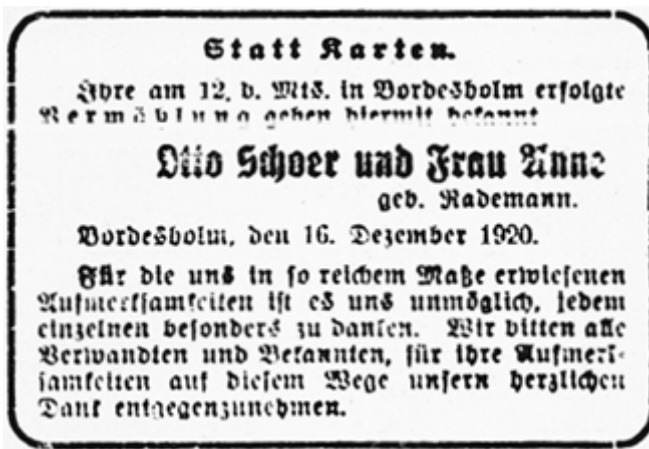 Statt Karten.
Ihre am 12. d. Mts. in Bordesholm erfolgte
Vermählung geben hiermit bekannt
Otto Schoer und Frau Anne
geb. Rademann.
Bordesholm, den 16. Dezember 1920.
Für die uns in so reichem Maße erwiesenen
Aufmerksamkeiten ist es uns unmöglich, jedem
einzelnen besonders zu danken. Wir bitten alle
Verwandten und Bekannten, für ihre Aufmerk-
samkeiten auf diesem Wege unsern herzlichen
Dank entgegenzunehmen.